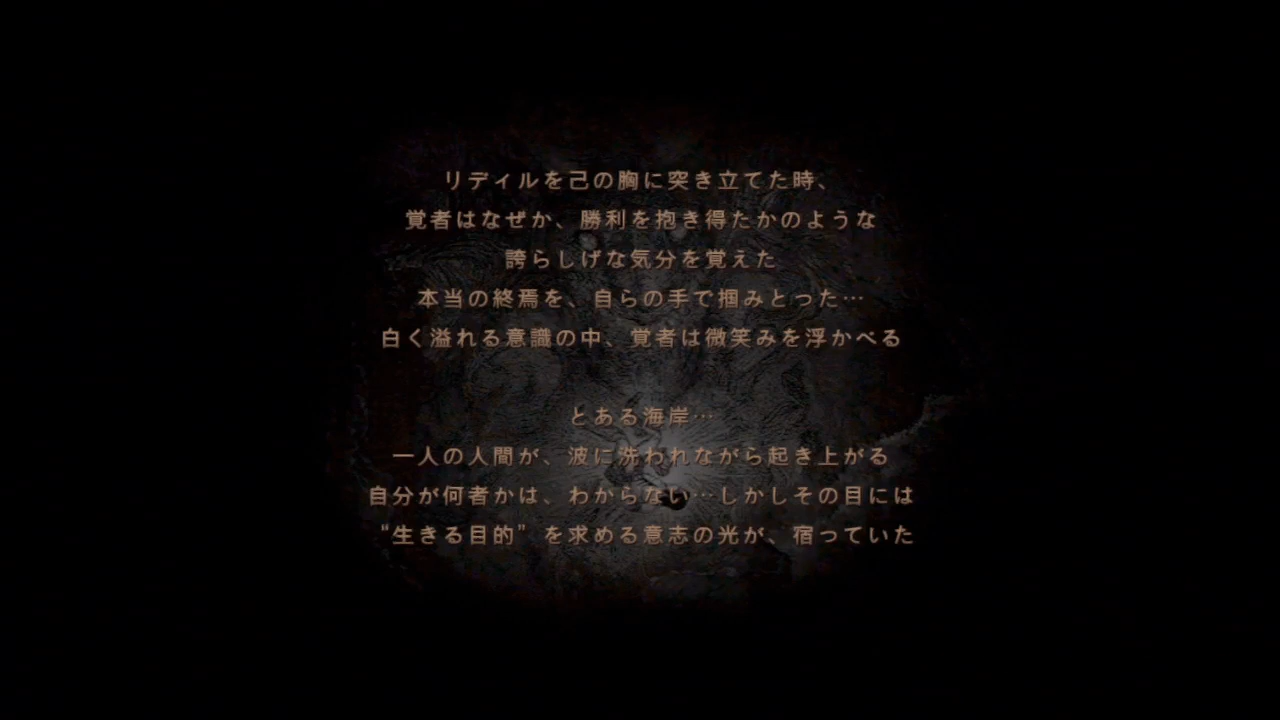 リディルを己の胸に突き立てた時、
覚者はなぜか、勝利を抱き得たかのような
誇らしげな気分を覚えた
本当の終焉を、自らの手で掴みとった…
白く溢れる意識の中、覚者は微笑みを浮かべる
とある海岸…
一人の人間が、波に洗われながら起き上がる
自分が何者かは、わからない…しかしその目には
“生きる目的”を求める意志の光が、宿っていた